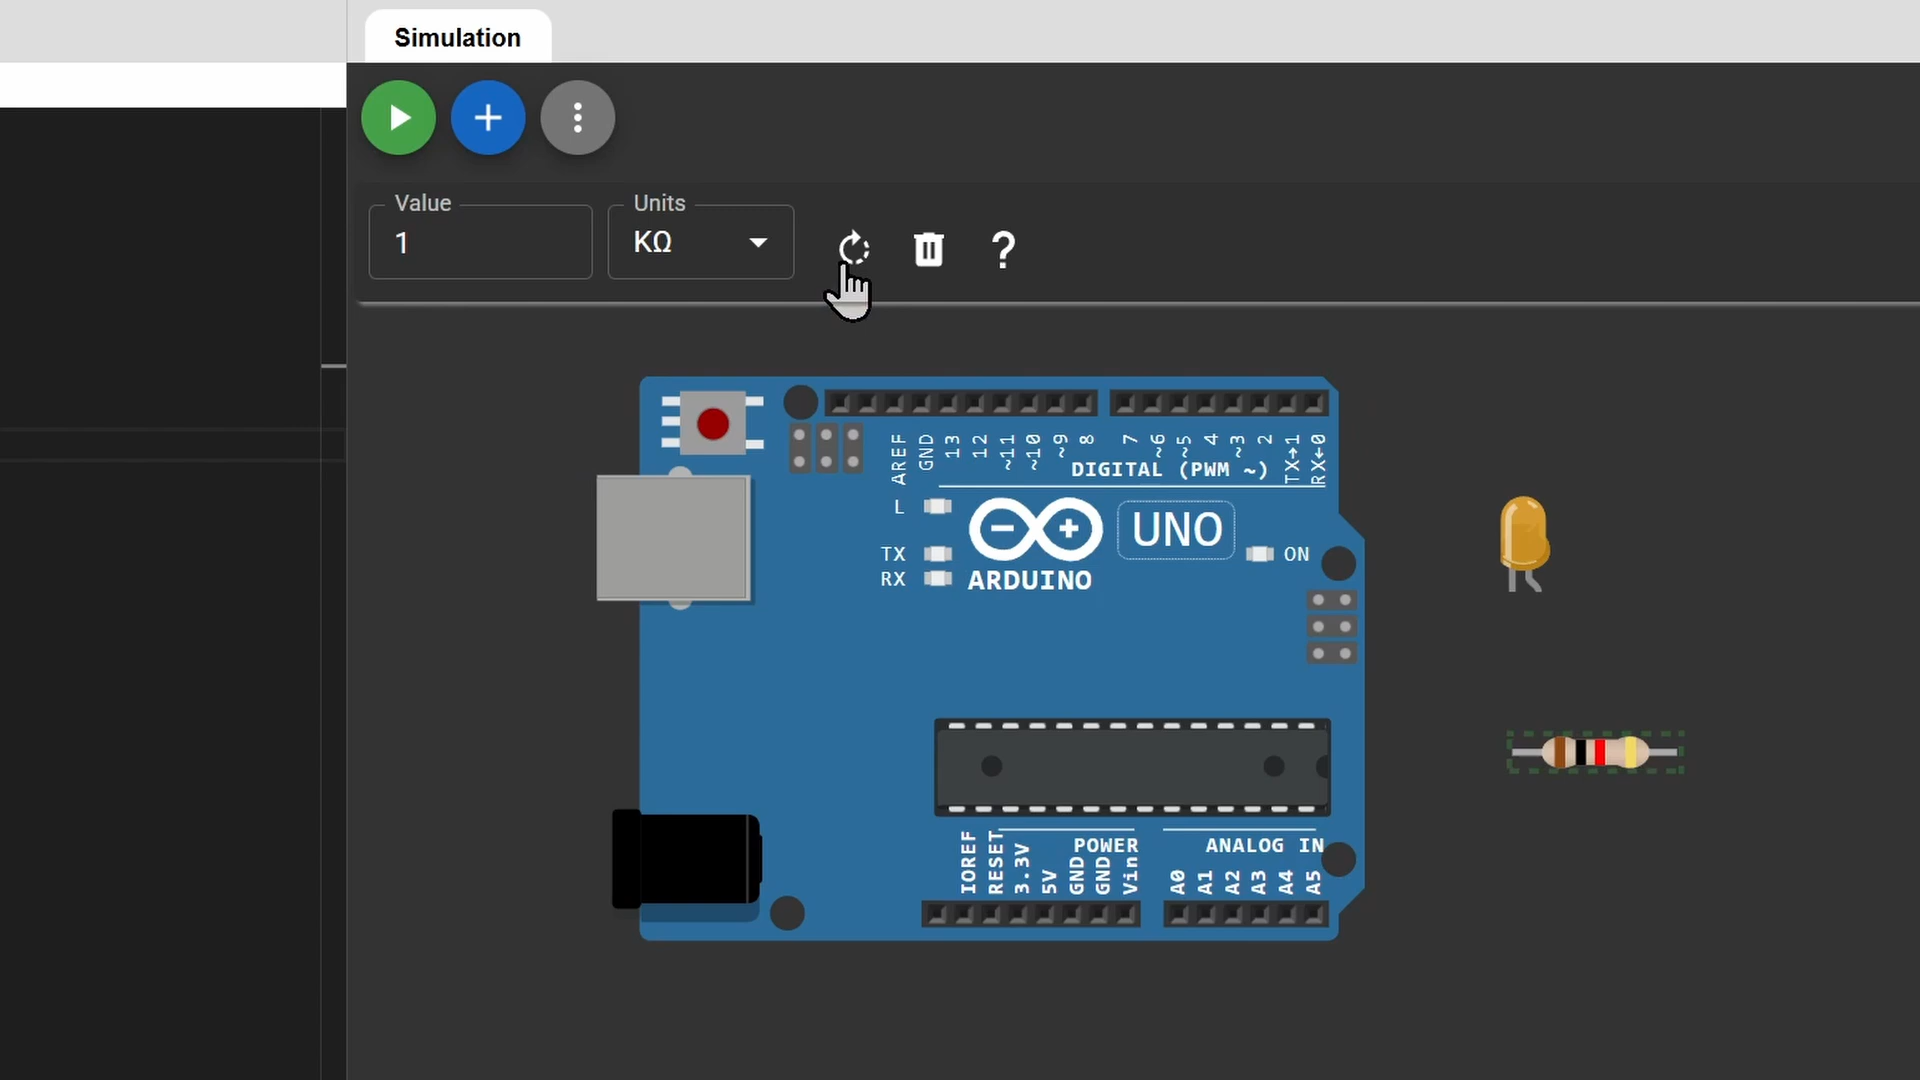 Simulation
Value
Units
1
KΩ
?
AREF
GND
13
12
~11
~10
~9
8
7
~6
~5
4
~3
2
TX→1
RX←0
DIGITAL (PWM ~)
L
TX
RX
UNO
ON
ARDUINO
IOREF
RESET
3.3V
5V
GND
GND
Vin
POWER
ANALOG IN
A0
A1
A2
A3
A4
A5